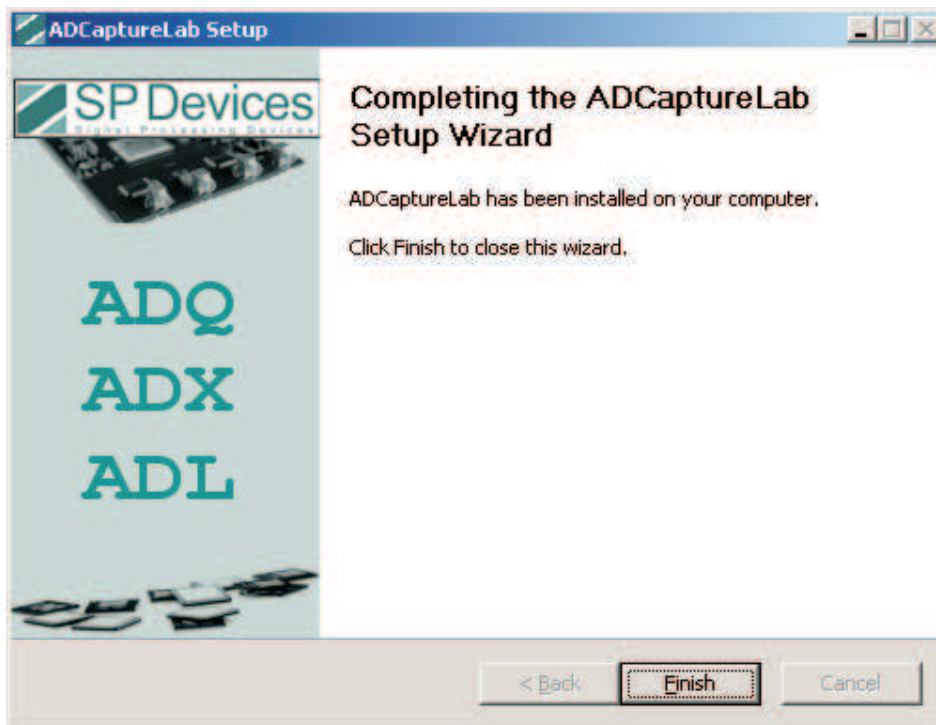 ADCaptureLab Setup
SP Devices
Signal Processing Devices
ADQ
ADX
ADL
Completing the ADCaptureLab
Setup Wizard
ADCaptureLab has been installed on your computer.
Click Finish to close this wizard.
< Back
Finish
Cancel